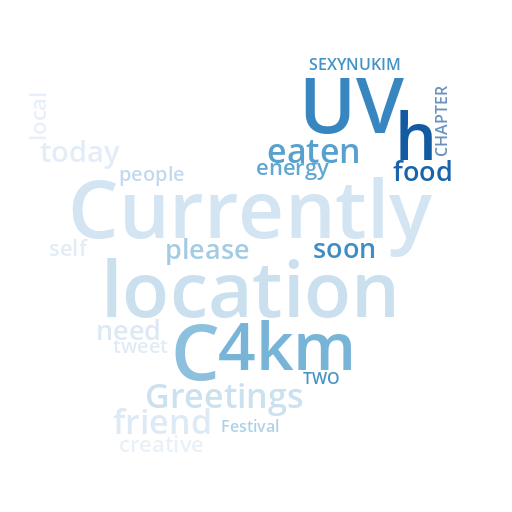 SEXYNUKIM
UV
h
CHAPTER
local
today
eaten
energy
food
people
Currently
self
please
soon
location
need
tweet
C
4km
TWO
Greetings
friend
Festival
creative